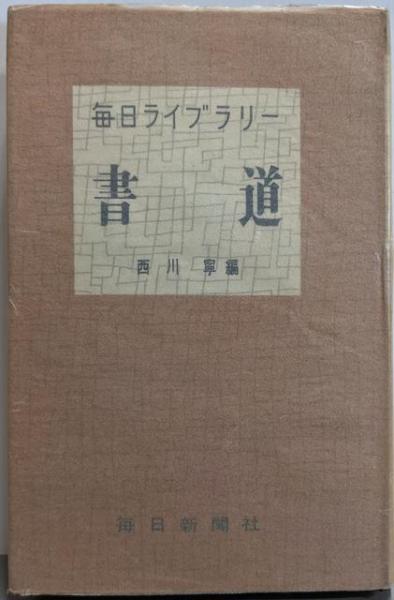 毎日ライブラリー
書道
西川寧編
毎日新聞社